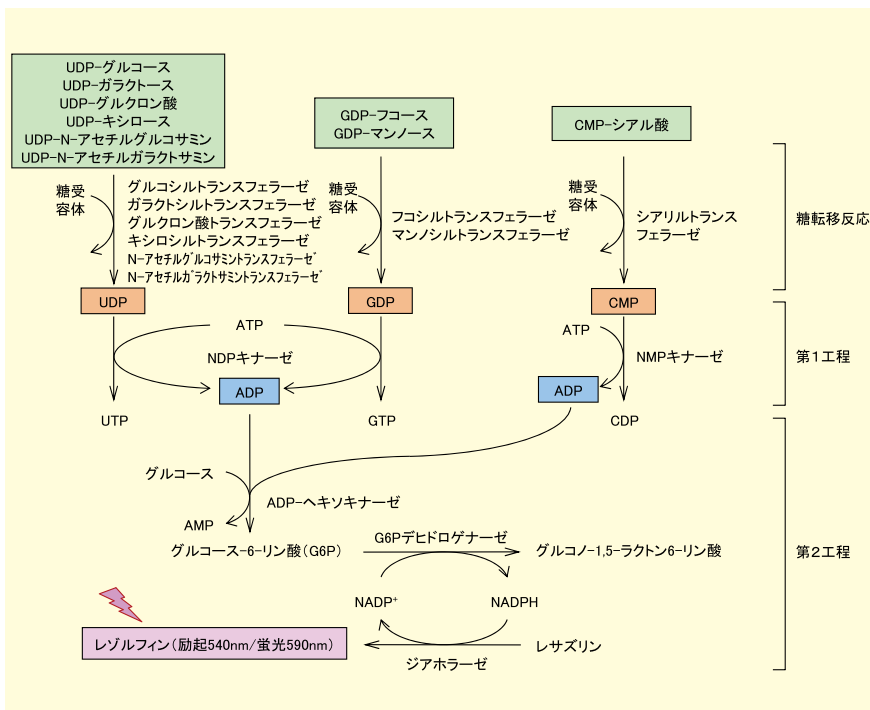 UDP-グルコース
UDP-ガラクトース
UDP-グルクロン酸
UDP-キシロース
UDP-N-アセチルグルコサミン
UDP-N-アセチルガラクトサミン
GDP-フコース
GDP-マンノース
CMP-シアル酸
糖受
容体
グルコシルトランスフェラーゼ
ガラクトシルトランスフェラーゼ
グルクロン酸トランスフェラーゼ
キシロシルトランスフェラーゼ
N-アセチルグルコサミントランスフェラーゼ
N-アセチルガラクトサミントランスフェラーゼ
糖受
容体
フコシルトランスフェラーゼ
マンノシルトランスフェラーゼ
糖受
容体
シアリルトランス
フェラーゼ
糖転移反応
UDP
GDP
CMP
ATP
NDPキナーゼ
ATP
NMPキナーゼ
第1工程
ADP
ADP
UTP
GTP
CDP
グルコース
ADP-ヘキソキナーゼ
AMP
グルコース-6-リン酸(G6P)
G6Pデヒドロゲナーゼ
グルコノ-1,5-ラクトン6-リン酸
第2工程
NADP⁺
NADPH
レゾルフィン(励起540nm/蛍光590nm)
レサズリン
ジアホラーゼ